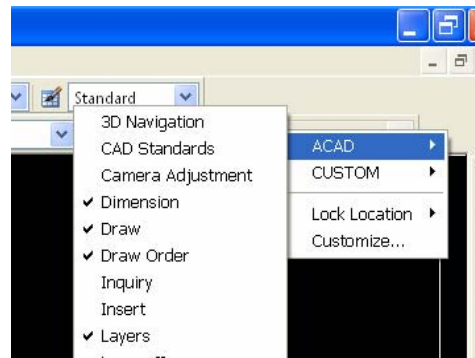 Standard
3D Navigation
CAD Standards
Camera Adjustment
Dimension
Draw
Draw Order
Inquiry
Insert
Layers
ACAD
CUSTOM
Lock Location
Customize...